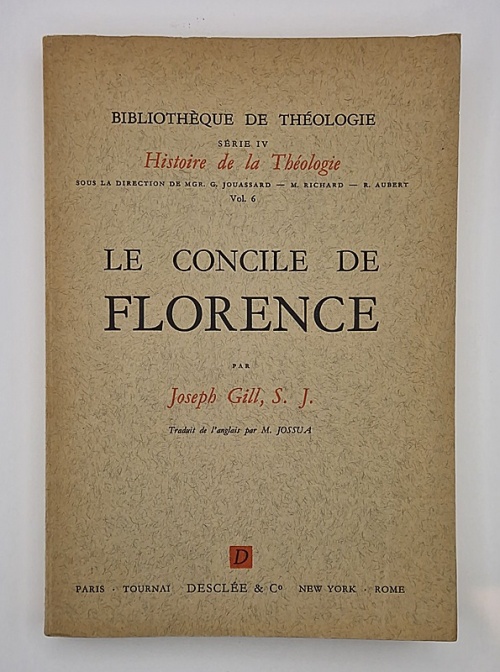 BIBLIOTHÈQUE DE THÉOLOGIE
SÉRIE IV
Histoire de la Théologie
SOUS LA DIRECTION DE MGR. G. JOUASSARD — M. RICHARD — R. AUBERT
Vol. 6
LE CONCILE DE
FLORENCE
PAR
Joseph Gill, S. J.
Traduit de l'anglais par M. JOSSUA
D
PARIS · TOURNAI DESCLÉE & Cº NEW YORK · ROME